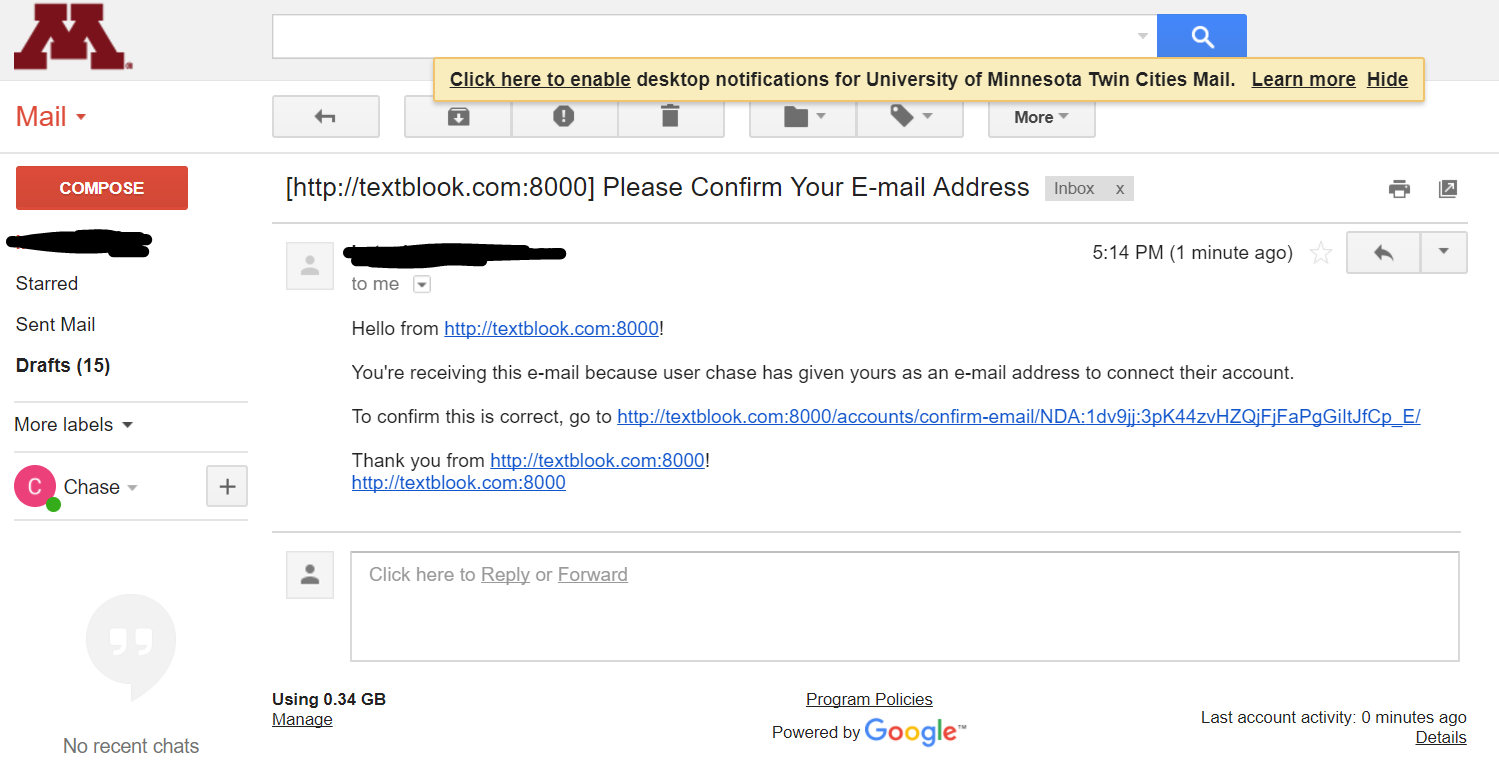 M
Click here to enable desktop notifications for University of Minnesota Twin Cities Mail. Learn more Hide
Mail
More
COMPOSE
[http://textblook.com:8000] Please Confirm Your E-mail Address Inbox x
5:14 PM (1 minute ago)
to me
Starred
Sent Mail
Drafts (15)
More labels
C Chase +
Hello from http://textblook.com:8000!
You're receiving this e-mail because user chase has given yours as an e-mail address to connect their account.
To confirm this is correct, go to http://textblook.com:8000/accounts/confirm-email/NDA:1dv9jj:3pK44zvHZQjFjFaPgGiItJfCp_E/
Thank you from http://textblook.com:8000!
http://textblook.com:8000
Click here to Reply or Forward
No recent chats
Using 0.34 GB
Manage
Program Policies
Powered by Google™
Last account activity: 0 minutes ago
Details